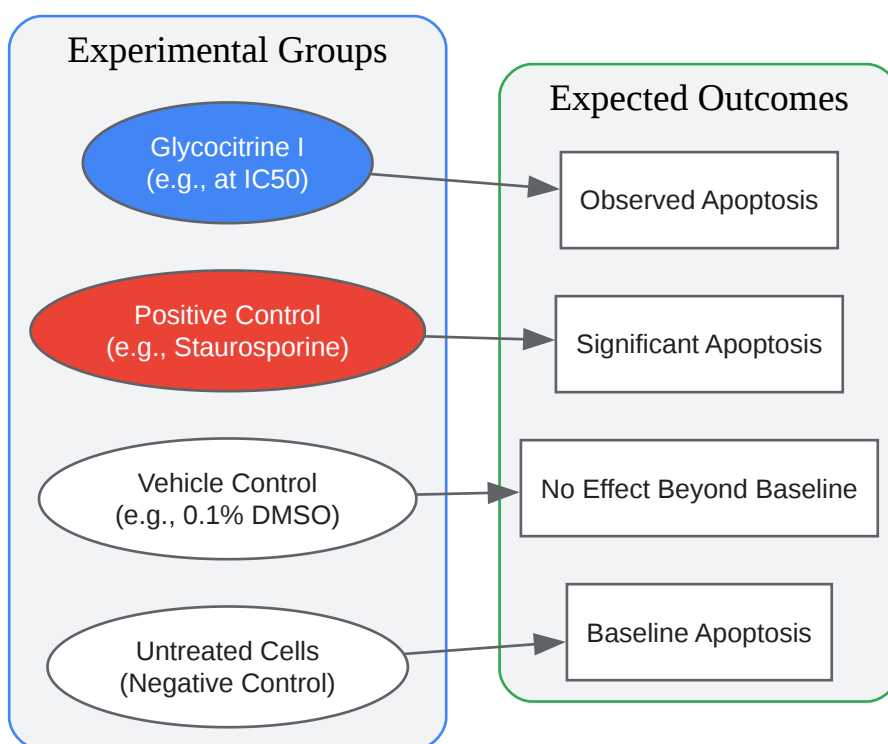 Experimental Groups
Glycocitrine I
(e.g., at IC50)
Positive Control
(e.g., Staurosporine)
Vehicle Control
(e.g., 0.1% DMSO)
Untreated Cells
(Negative Control)
Expected Outcomes
Observed Apoptosis
Significant Apoptosis
No Effect Beyond Baseline
Baseline Apoptosis